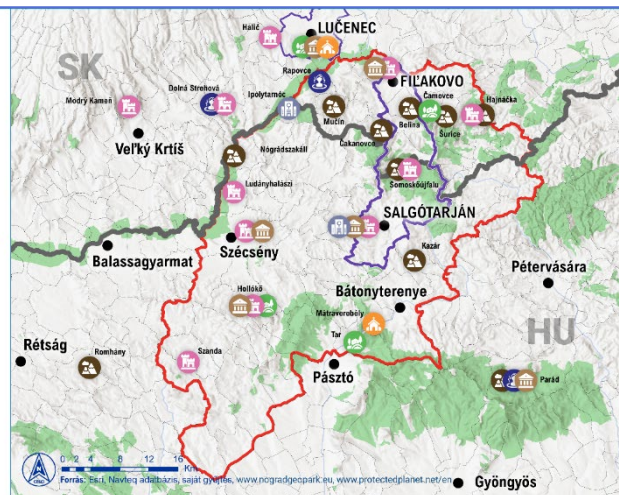 SK
Halič
LUČENEC
Rapovce
FIĽAKOVO
Modrý Kameň
Dolná Strehová
Ipolytarnóc
Mučín
Belina
Čamovce
Šurice
Hajnáčka
Veľký Krtíš
Čakanovce
Nógrádszakáll
Ludányhalászi
Somoskőújfalu
SALGÓTARJÁN
Szécsény
Balassagyarmat
Kazár
Pétervására
Hollókő
Bátonyterenye
HU
Mátraverebély
Tar
Rétság
Romhány
Szanda
Pásztó
Parád
0 2 4 8 12 16
Km
Forrás: Esri, Navteq adatbázis, saját gyűjtés, www.nogradgeopark.eu, www.protectedplanet.net/en
Gyöngyös